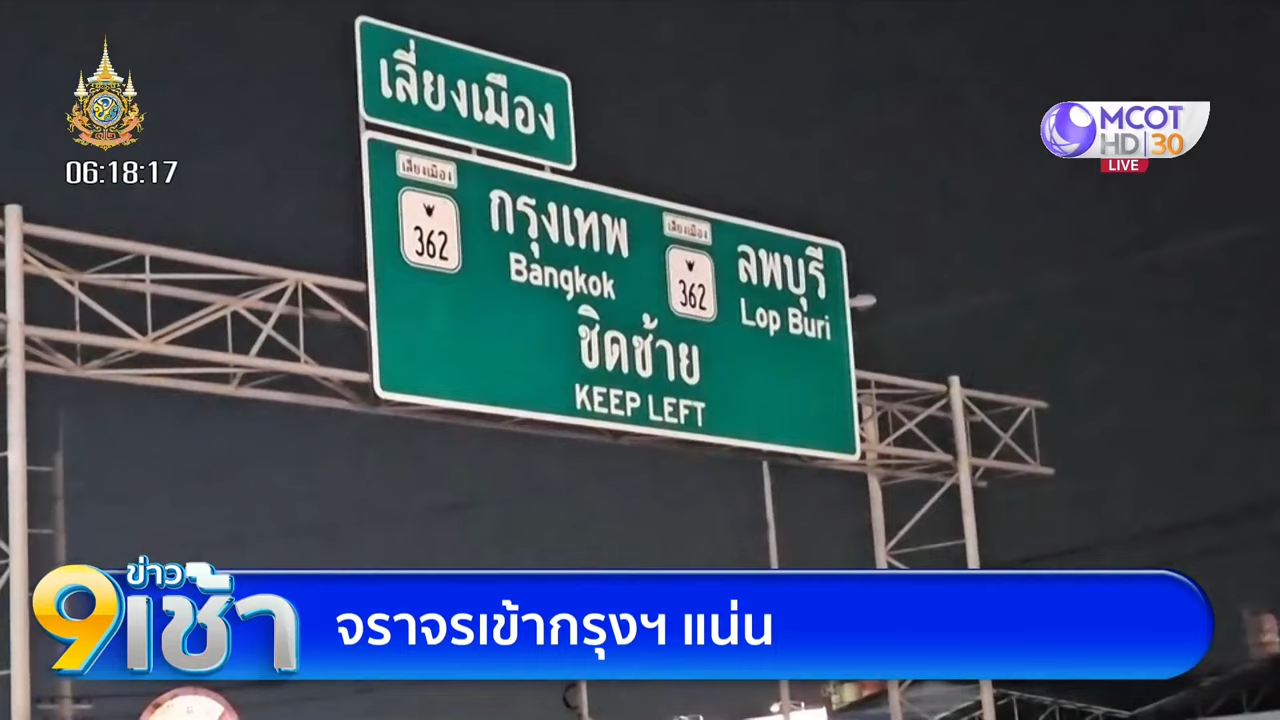 เลี่ยงเมือง
เลี่ยงเมือง
362
กรุงเทพ
Bangkok
เลี่ยงเมือง
362
ลพบุรี
Lop Buri
ชิดซ้าย
KEEP LEFT
06:18:17
MCOT
HD 30
LIVE
ข่าว
9 เช้า
จราจรเข้ากรุงฯ แน่น